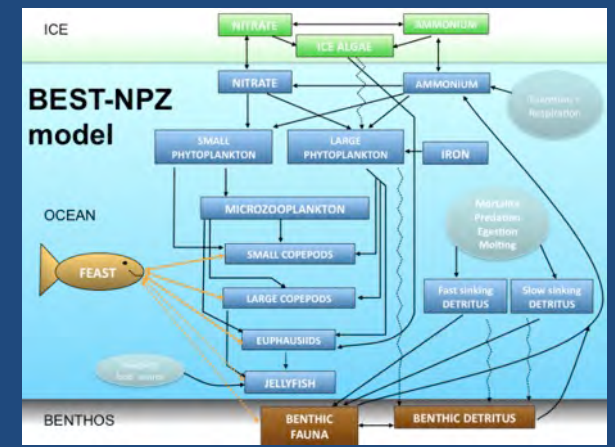 ICE
NITRATE
AMMONIUM
ICE ALGAE
NITRATE
AMMONIUM
BEST-NPZ
model
Respiration
SMALL
PHYTOPLANKTON
LARGE
PHYTOPLANKTON
IRON
MICROZOOPLANKTON
Mortality
Predation
Egestion
Molting
OCEAN
SMALL COPEPODS
FEAST
LARGE COPEPODS
Fast sinking
DETRITUS
Slow sinking
DETRITUS
EUPHAUSIIDS
JELLYFISH
BENTHOS
BENTHIC
FAUNA
BENTHIC DETRITUS